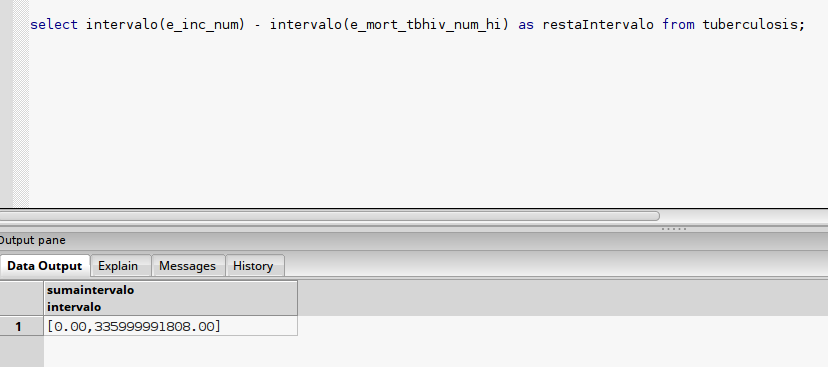 select intervalo(e_inc_num) - intervalo(e_mort_tbhiv_num_hi) as restaIntervalo from tuberculosis;
Output pane
Data Output Explain Messages History
sumaintervalo
intervalo
1 [0.00,335999991808.00]